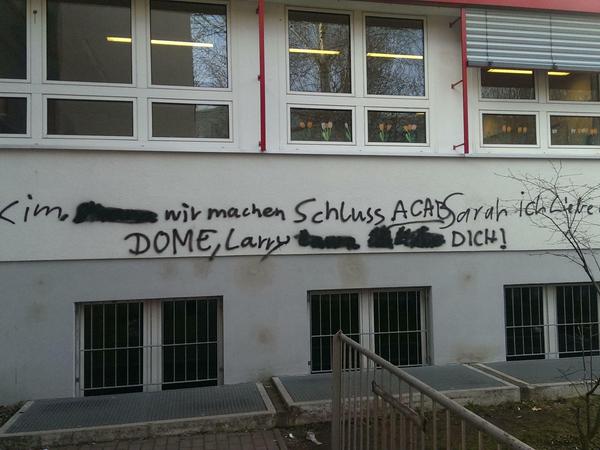 Kim, wir machen Schluss ACAB Sarah ich Liebe
DOME, Larry DICH!